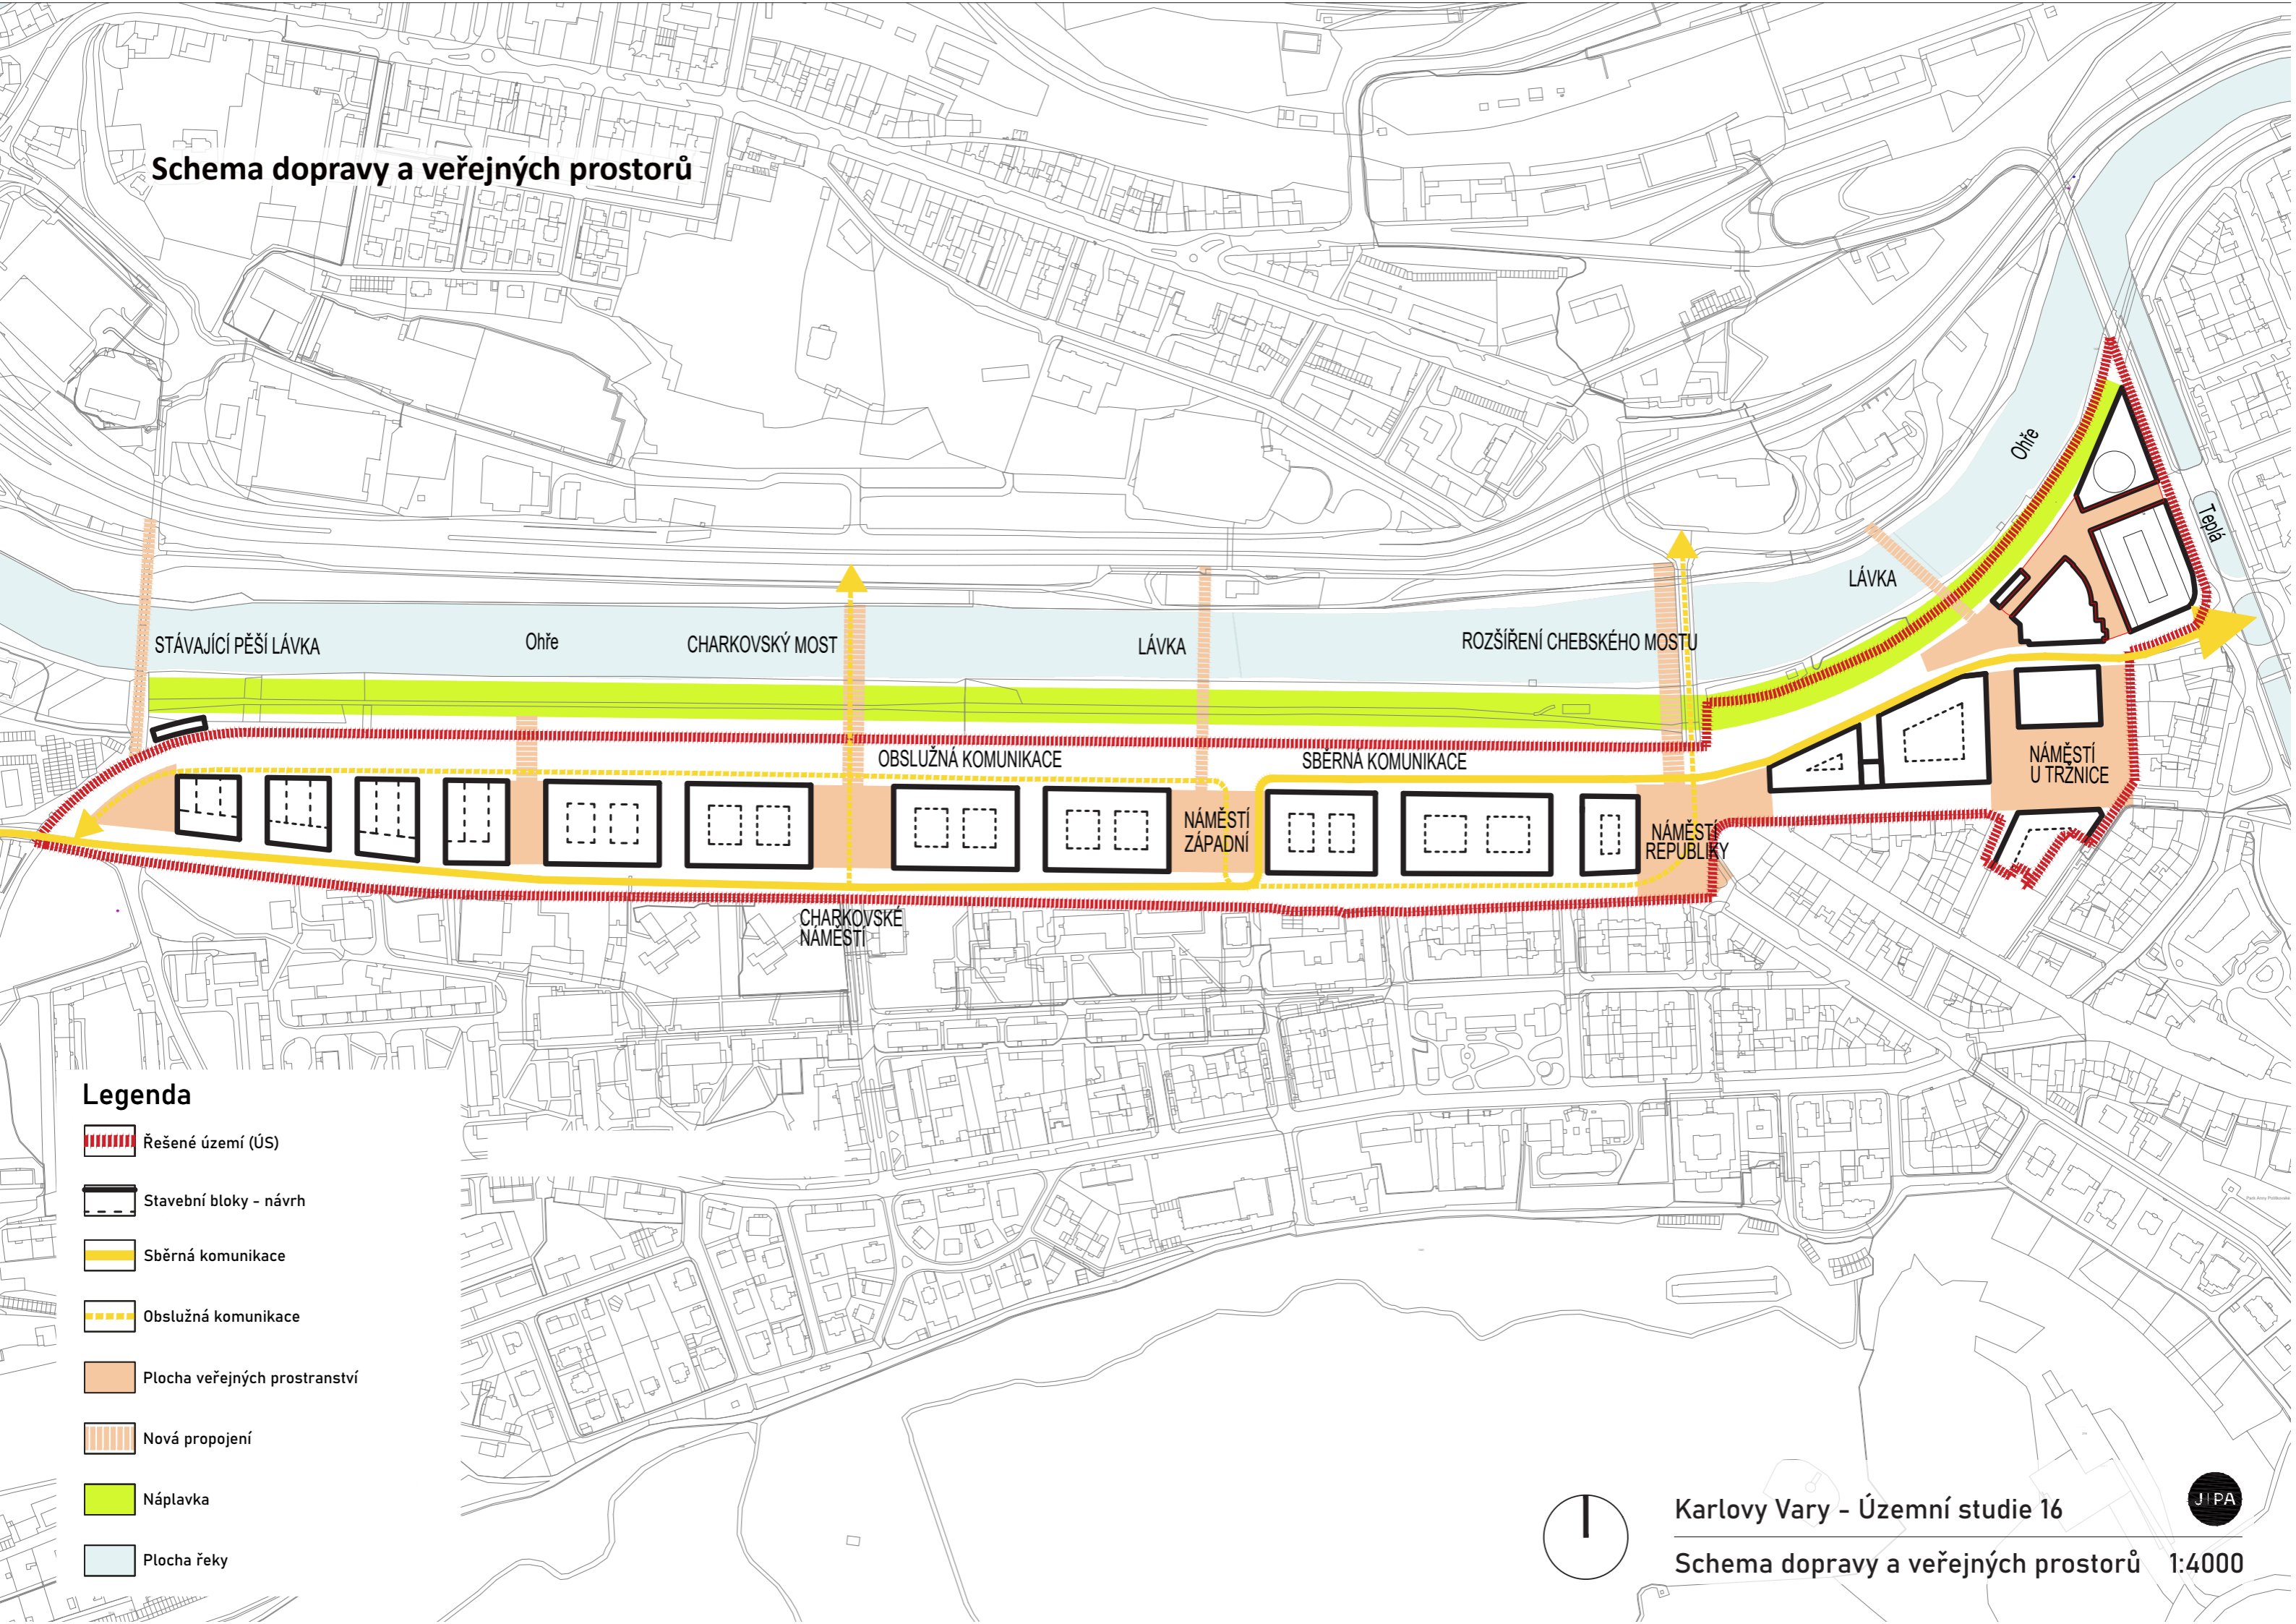 Schema dopravy a veřejných prostorů
Ohře
Teplá
LÁVKA
STÁVAJÍCÍ PĚŠÍ LÁVKA
Ohře
CHARKOVSKÝ MOST
LÁVKA
ROZŠÍŘENÍ CHEBSKÉHO MOSTU
OBSLUŽNÁ KOMUNIKACE
SBĚRNÁ KOMUNIKACE
NÁMĚSTÍ
U TRŽNICE
NÁMĚSTÍ
ZÁPADNÍ
NÁMĚSTÍ
REPUBLIKY
CHARKOVSKÉ
NÁMĚSTÍ
Legenda
Řešené území (ÚS)
Stavební bloky - návrh
Sběrná komunikace
Obslužná komunikace
Plocha veřejných prostranství
Nová propojení
Náplavka
Plocha řeky
Karlovy Vary - Územní studie 16
J|PA
Schema dopravy a veřejných prostorů 1:4000